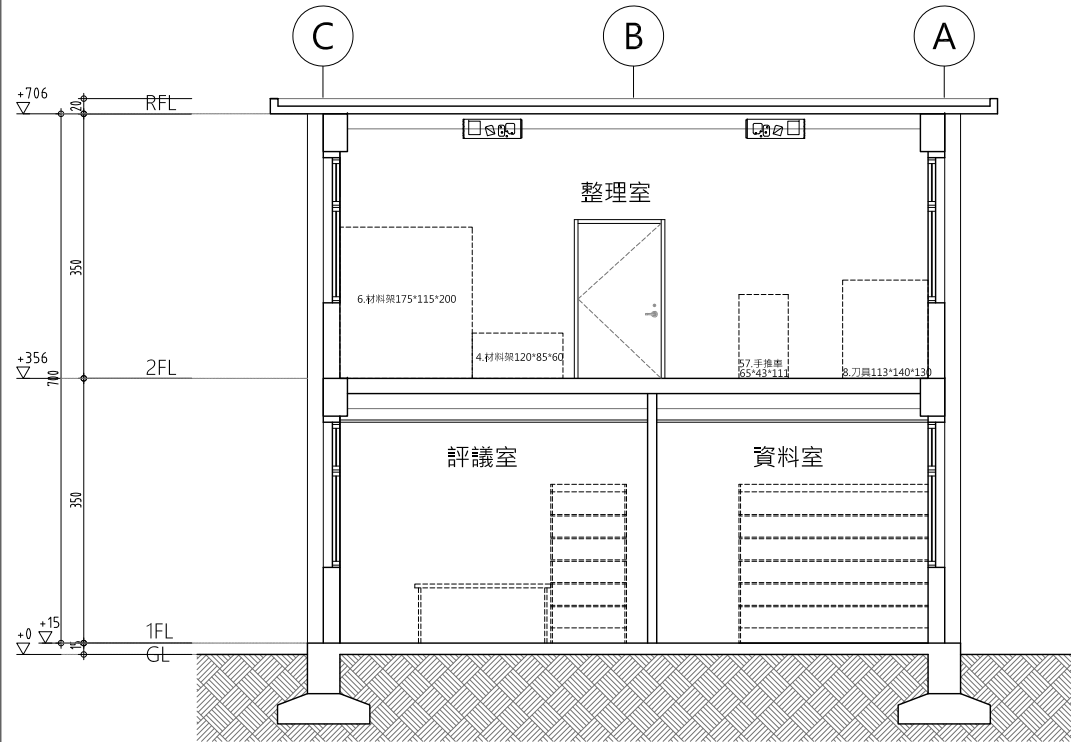 C
B
A
+706
20
RFL
整理室
350
6.材料架175*115*200
4.材料架120*85*60
57.手推車
65*43*111
8.刀具113*140*130
+356
2FL
700
評議室
資料室
350
+15
+0
1FL
15
GL